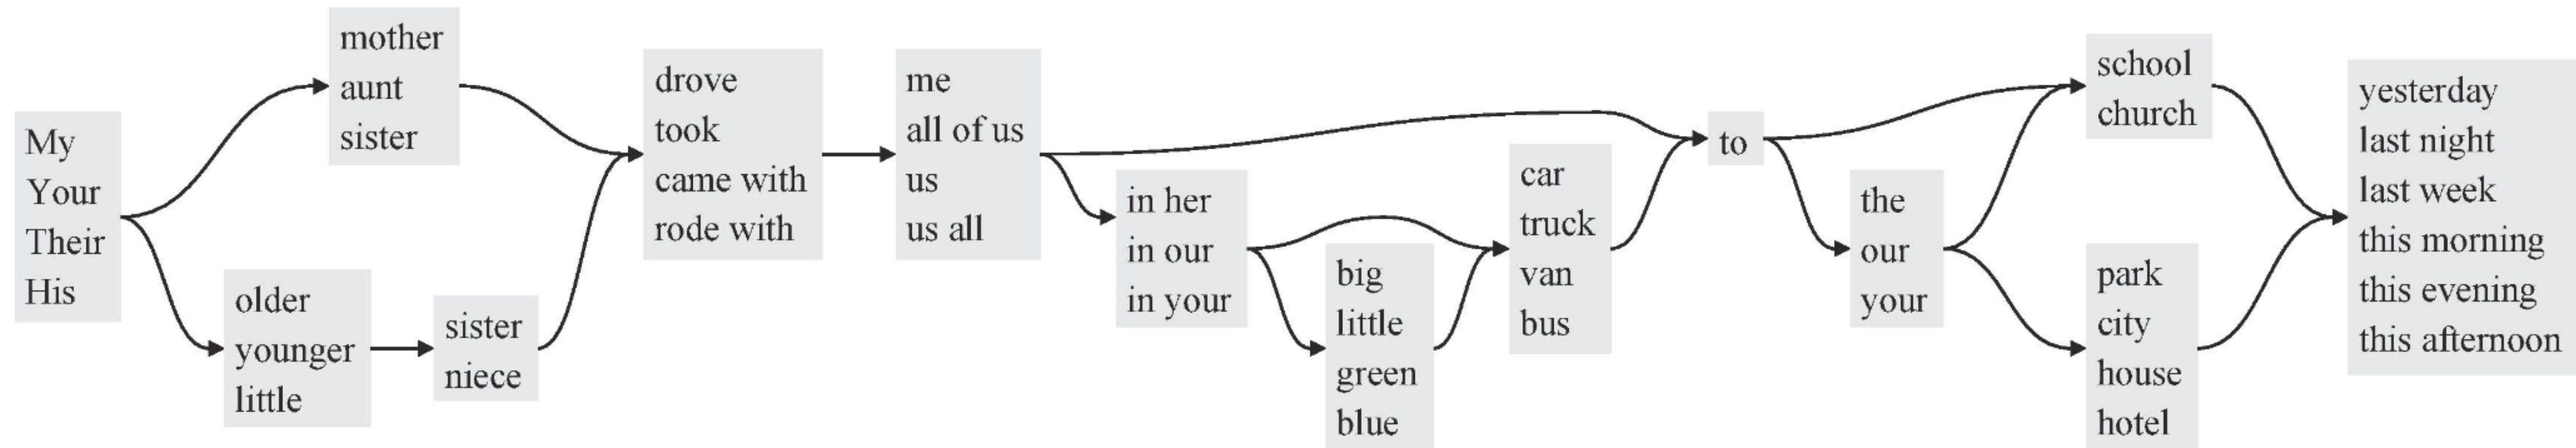 My
Your
Their
His
mother
aunt
sister
older
younger
little
sister
niece
drove
took
came with
rode with
me
all of us
us
us all
in her
in our
in your
big
little
green
blue
car
truck
van
bus
to
the
our
your
school
church
park
city
house
hotel
yesterday
last night
last week
this morning
this evening
this afternoon